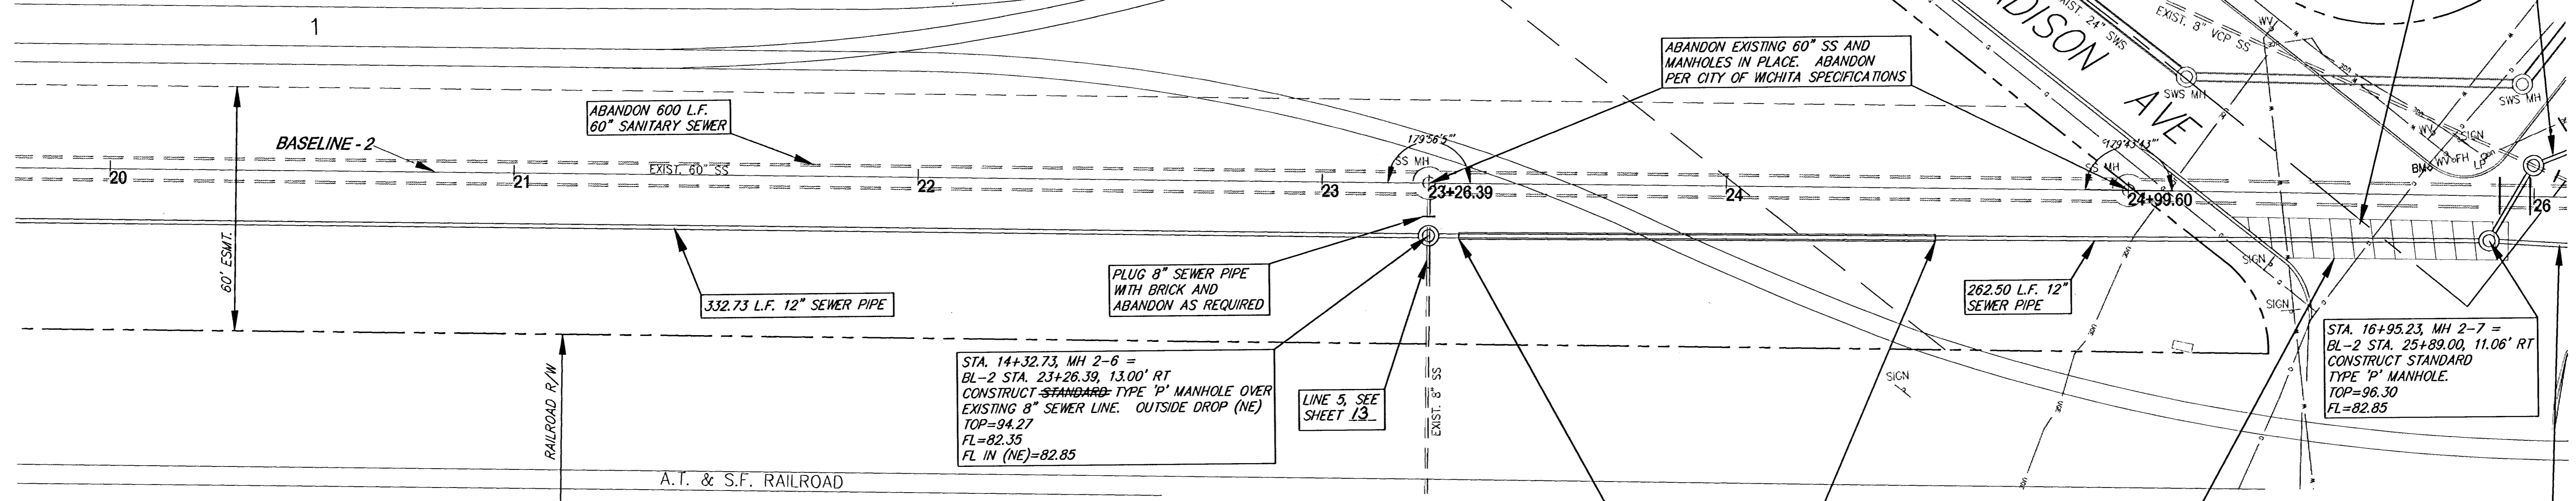 1
ABANDON 600 L.F.
60" SANITARY SEWER
BASELINE - 2
EXIST. 60" SS
20
21
22
23
24
26
60' ESMT.
332.73 L.F. 12" SEWER PIPE
RAILROAD R/W
A.T. & S.F. RAILROAD
ABANDON EXISTING 60" SS AND
MANHOLES IN PLACE. ABANDON
PER CITY OF WICHITA SPECIFICATIONS
179°56'5"
SS MH
23+26.39
179°43'43"
SS MH
24+99.60
PLUG 8" SEWER PIPE
WITH BRICK AND
ABANDON AS REQUIRED
STA. 14+32.73, MH 2-6 =
BL-2 STA. 23+26.39, 13.00' RT
CONSTRUCT STANDARD TYPE 'P' MANHOLE OVER
EXISTING 8" SEWER LINE. OUTSIDE DROP (NE)
TOP=94.27
FL=82.35
FL IN (NE)=82.85
LINE 5, SEE
SHEET 13
EXIST. 8" SS
262.50 L.F. 12"
SEWER PIPE
STA. 16+95.23, MH 2-7 =
BL-2 STA. 25+89.00, 11.06' RT
CONSTRUCT STANDARD
TYPE 'P' MANHOLE.
TOP=96.30
FL=82.85
SIGN
SIGN
SIGN
SIGN
DISON
AVE
XIST. 24" SWS
EXIST. 8" VCP SS
WV
SWS MH
SWS MH
WV
BM
WV
FH
LP